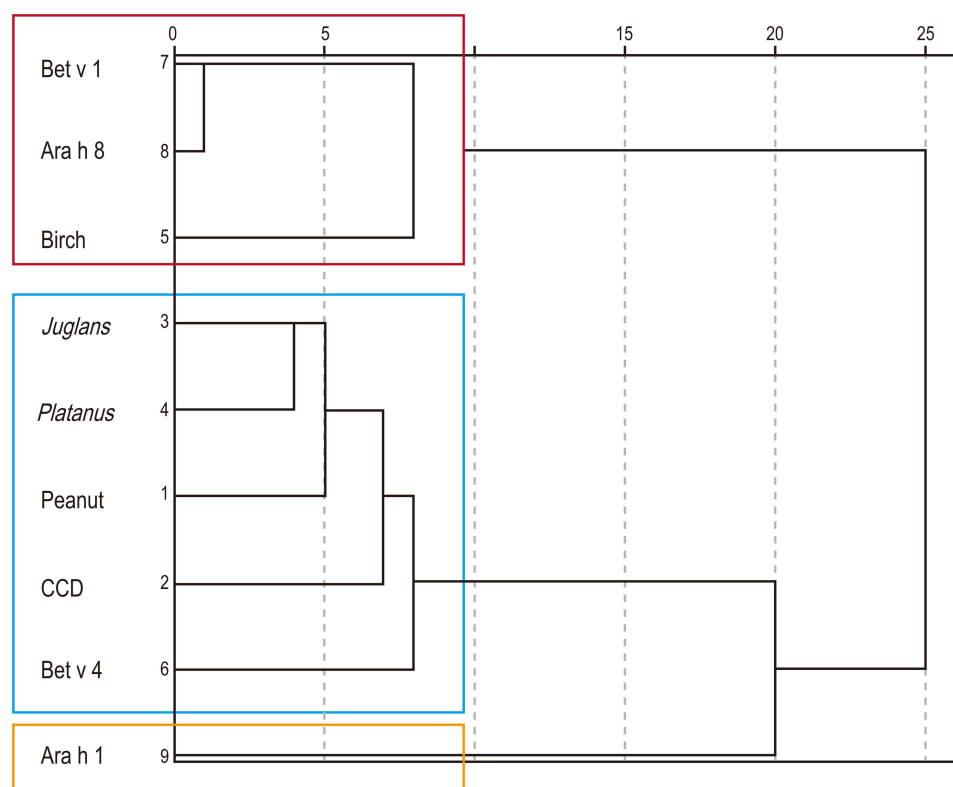 0 5 15 20 25
Bet v 1 7
Ara h 8 8
Birch 5
Juglans 3
Platanus 4
Peanut 1
CCD 2
Bet v 4 6
Ara h 1 9